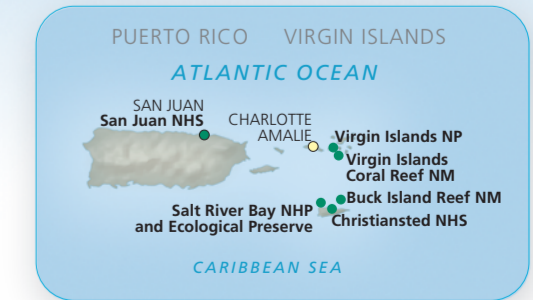 PUERTO RICO VIRGIN ISLANDS
ATLANTIC OCEAN
SAN JUAN
San Juan NHS
CHARLOTTE
AMALIE
Virgin Islands NP
Virgin Islands
Coral Reef NM
Buck Island Reef NM
Salt River Bay NHP
and Ecological Preserve
Christiansted NHS
CARIBBEAN SEA